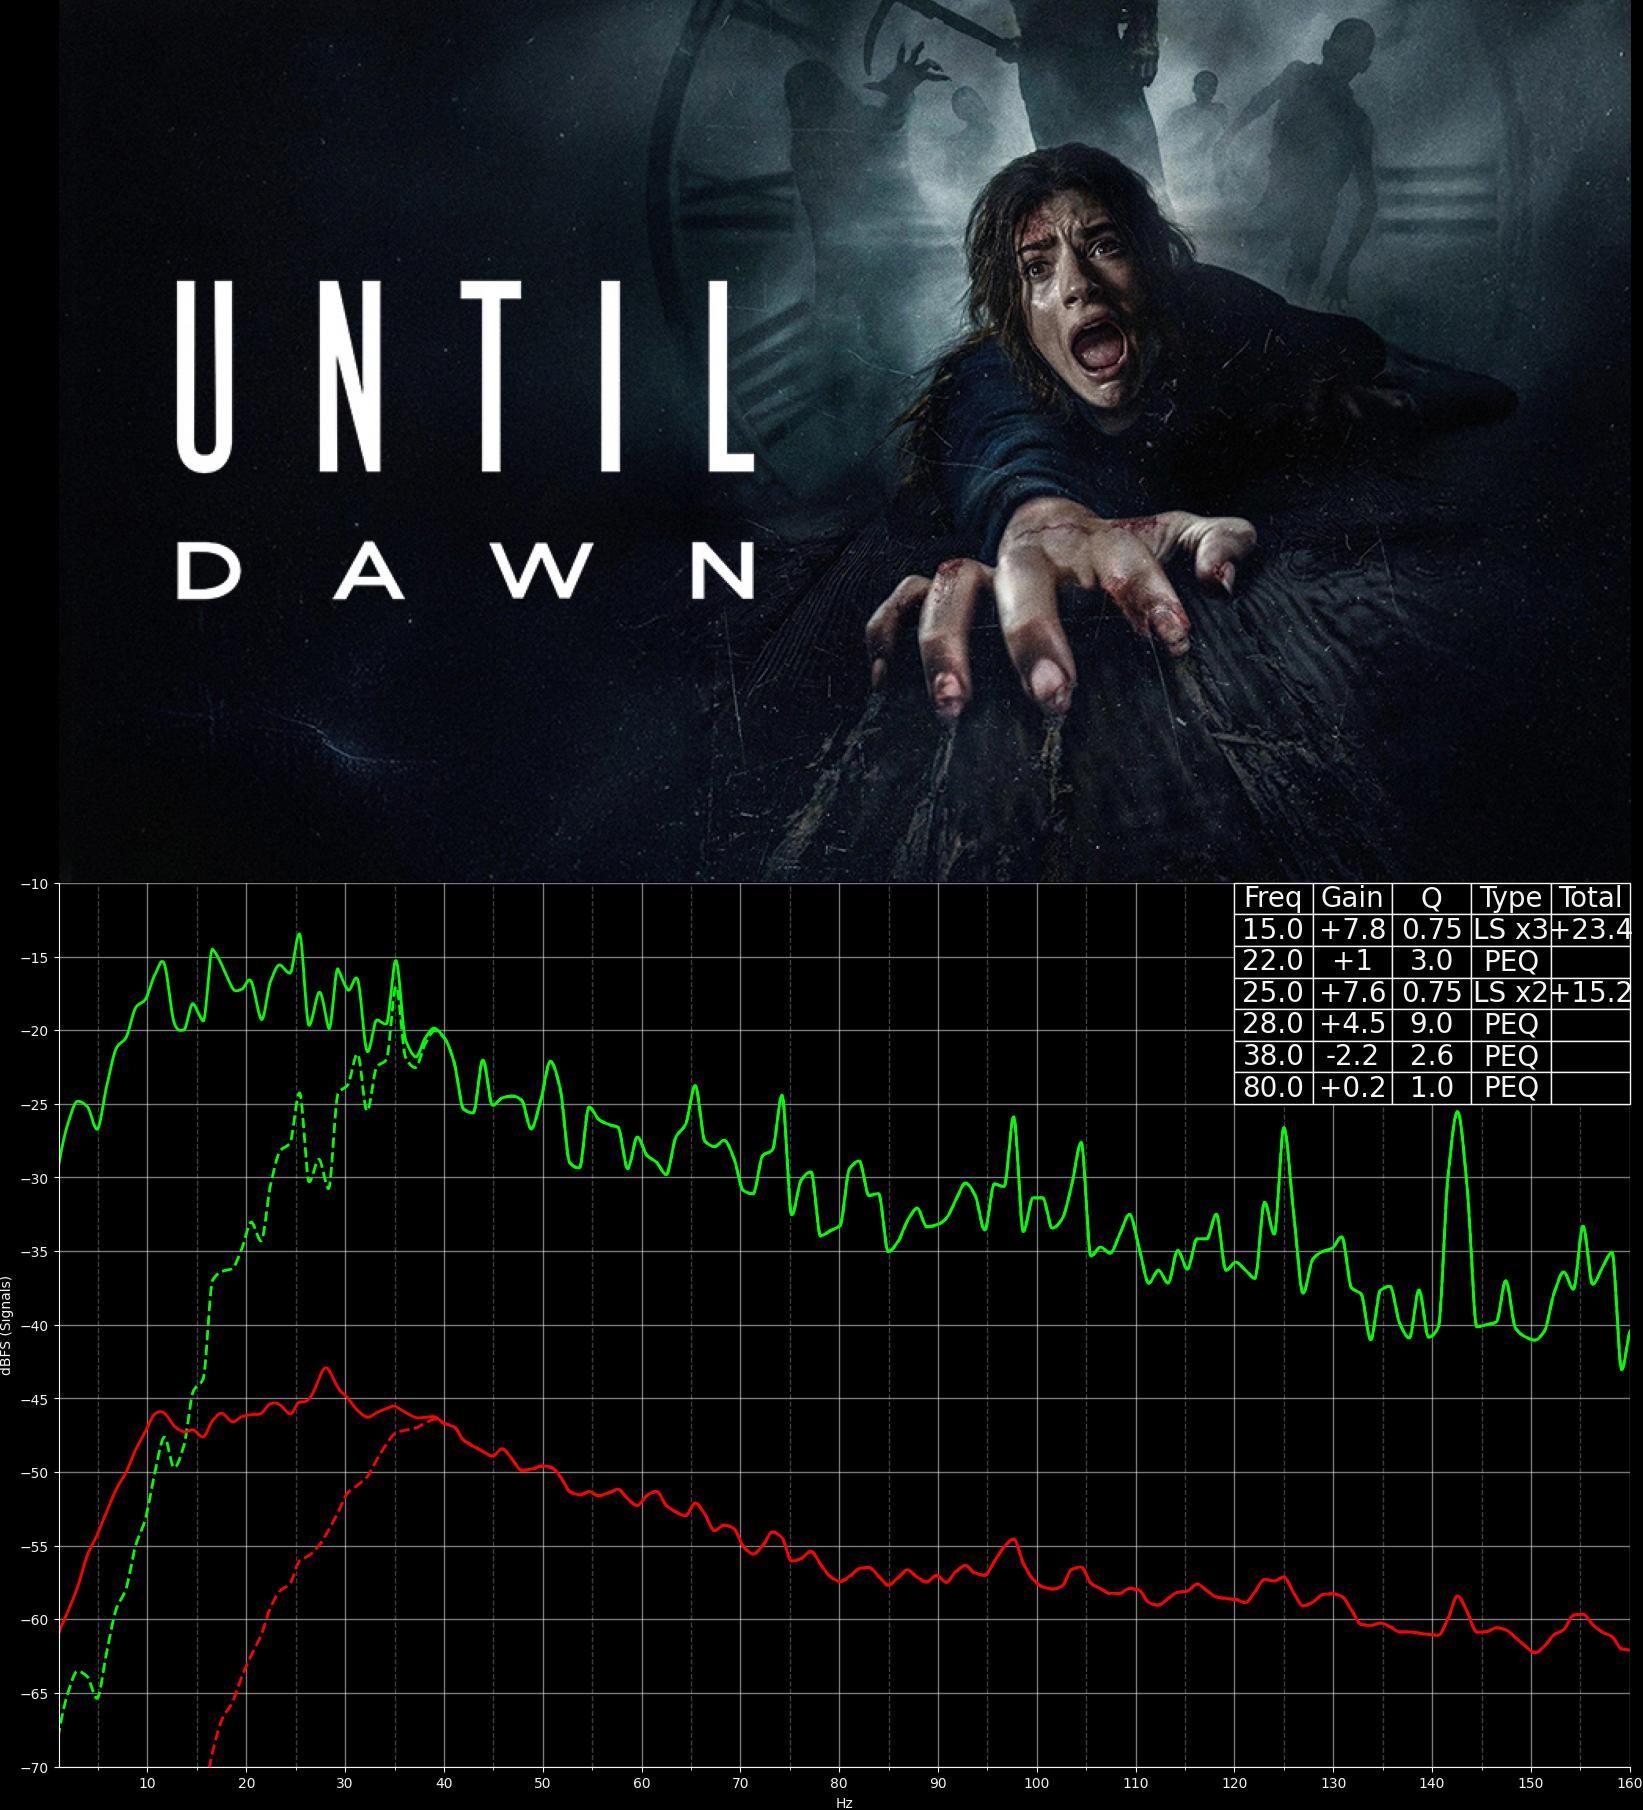 UNTIL
DAWN
Freq Gain Q Type Total
15.0 +7.8 0.75 LS x3 +23.4
22.0 +1 3.0 PEQ
25.0 +7.6 0.75 LS x2 +15.2
28.0 +4.5 9.0 PEQ
38.0 -2.2 2.6 PEQ
80.0 +0.2 1.0 PEQ
−10
−15
−20
−25
−30
−35
−40
−45
−50
−55
−60
−65
−70
dBFS (Signals)
10 20 30 40 50 60 70 80 90 100 110 120 130 140 150 160
Hz